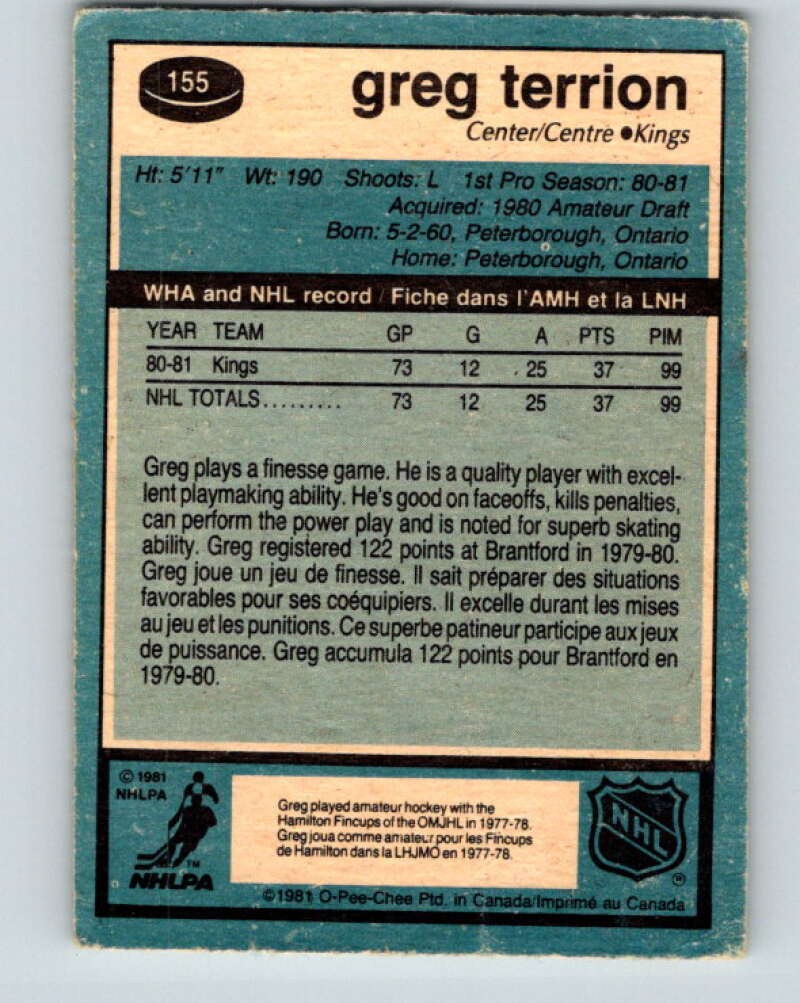 155
greg terrion
Center/Centre ●Kings
Ht: 5'11" Wt: 190 Shoots: L 1st Pro Season: 80-81
Acquired: 1980 Amateur Draft
Born: 5-2-60, Peterborough, Ontario
Home: Peterborough, Ontario
WHA and NHL record / Fiche dans l'AMH et la LNH
YEAR TEAM GP G A PTS PIM
80-81 Kings 73 12 25 37 99
NHL TOTALS......... 73 12 25 37 99
Greg plays a finesse game. He is a quality player with excel-
lent playmaking ability. He's good on faceoffs, kills penalties,
can perform the power play and is noted for superb skating
ability. Greg registered 122 points at Brantford in 1979-80.
Greg joue un jeu de finesse. Il sait préparer des situations
favorables pour ses coéquipiers. Il excelle durant les mises
au jeu et les punitions. Ce superbe patineur participe aux jeux
de puissance. Greg accumula 122 points pour Brantford en
1979-80.
© 1981
NHLPA
TM
NHLPA
Greg played amateur hockey with the
Hamilton Fincups of the OMJHL in 1977-78.
Greg joua comme amateur pour les Fincups
de Hamilton dans la LHJMO en 1977-78.
NHL
®
©1981 O-Pee-Chee Ptd. in Canada/Imprimé au Canada